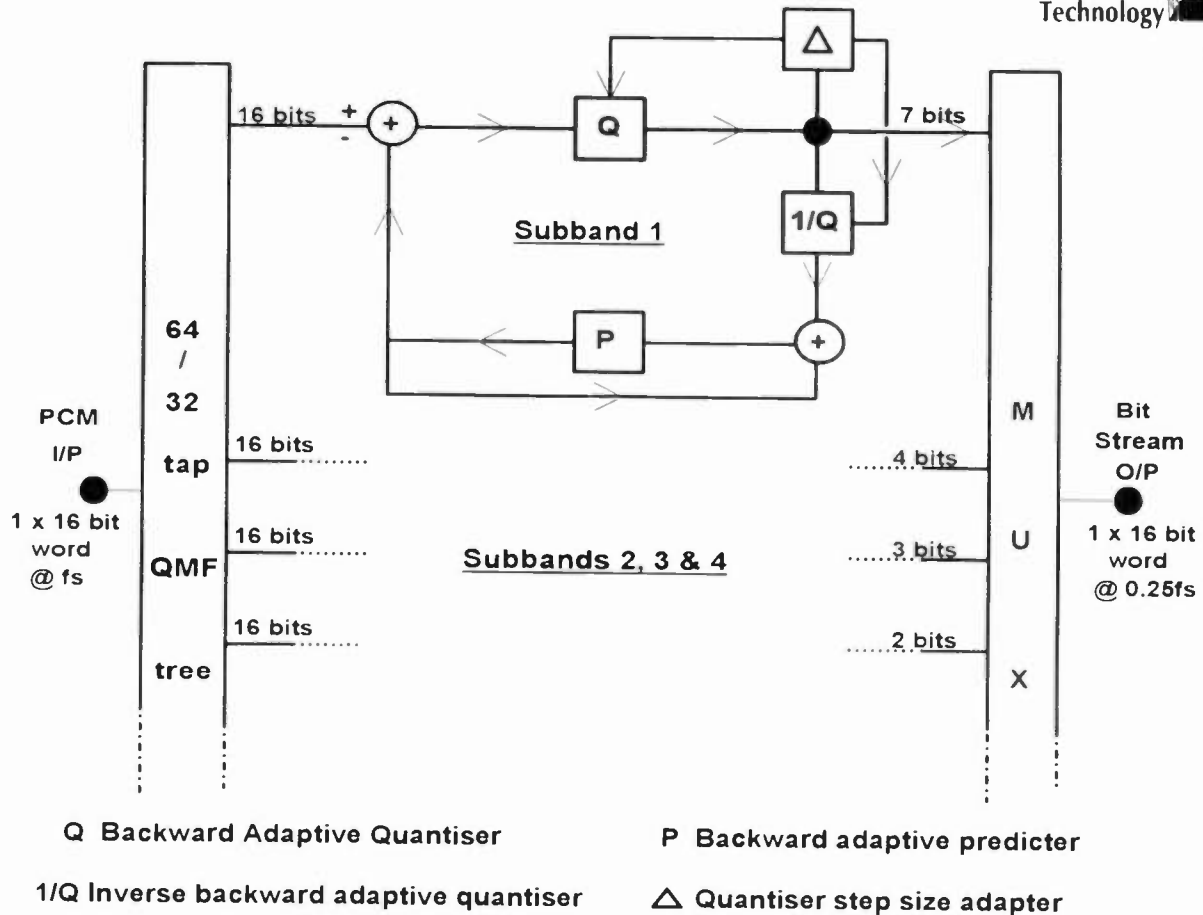 Technology
Δ
16 bits
+
-
+
Q
7 bits
1/Q
Subband 1
P
+
64
/
32
tap
QMF
tree
PCM
I/P
1 x 16 bit
word
@ fs
16 bits
16 bits
16 bits
Subbands 2, 3 & 4
4 bits
3 bits
2 bits
M
U
X
Bit
Stream
O/P
1 x 16 bit
word
@ 0.25fs
Q Backward Adaptive Quantiser
P Backward adaptive predicter
1/Q Inverse backward adaptive quantiser
Δ Quantiser step size adapter